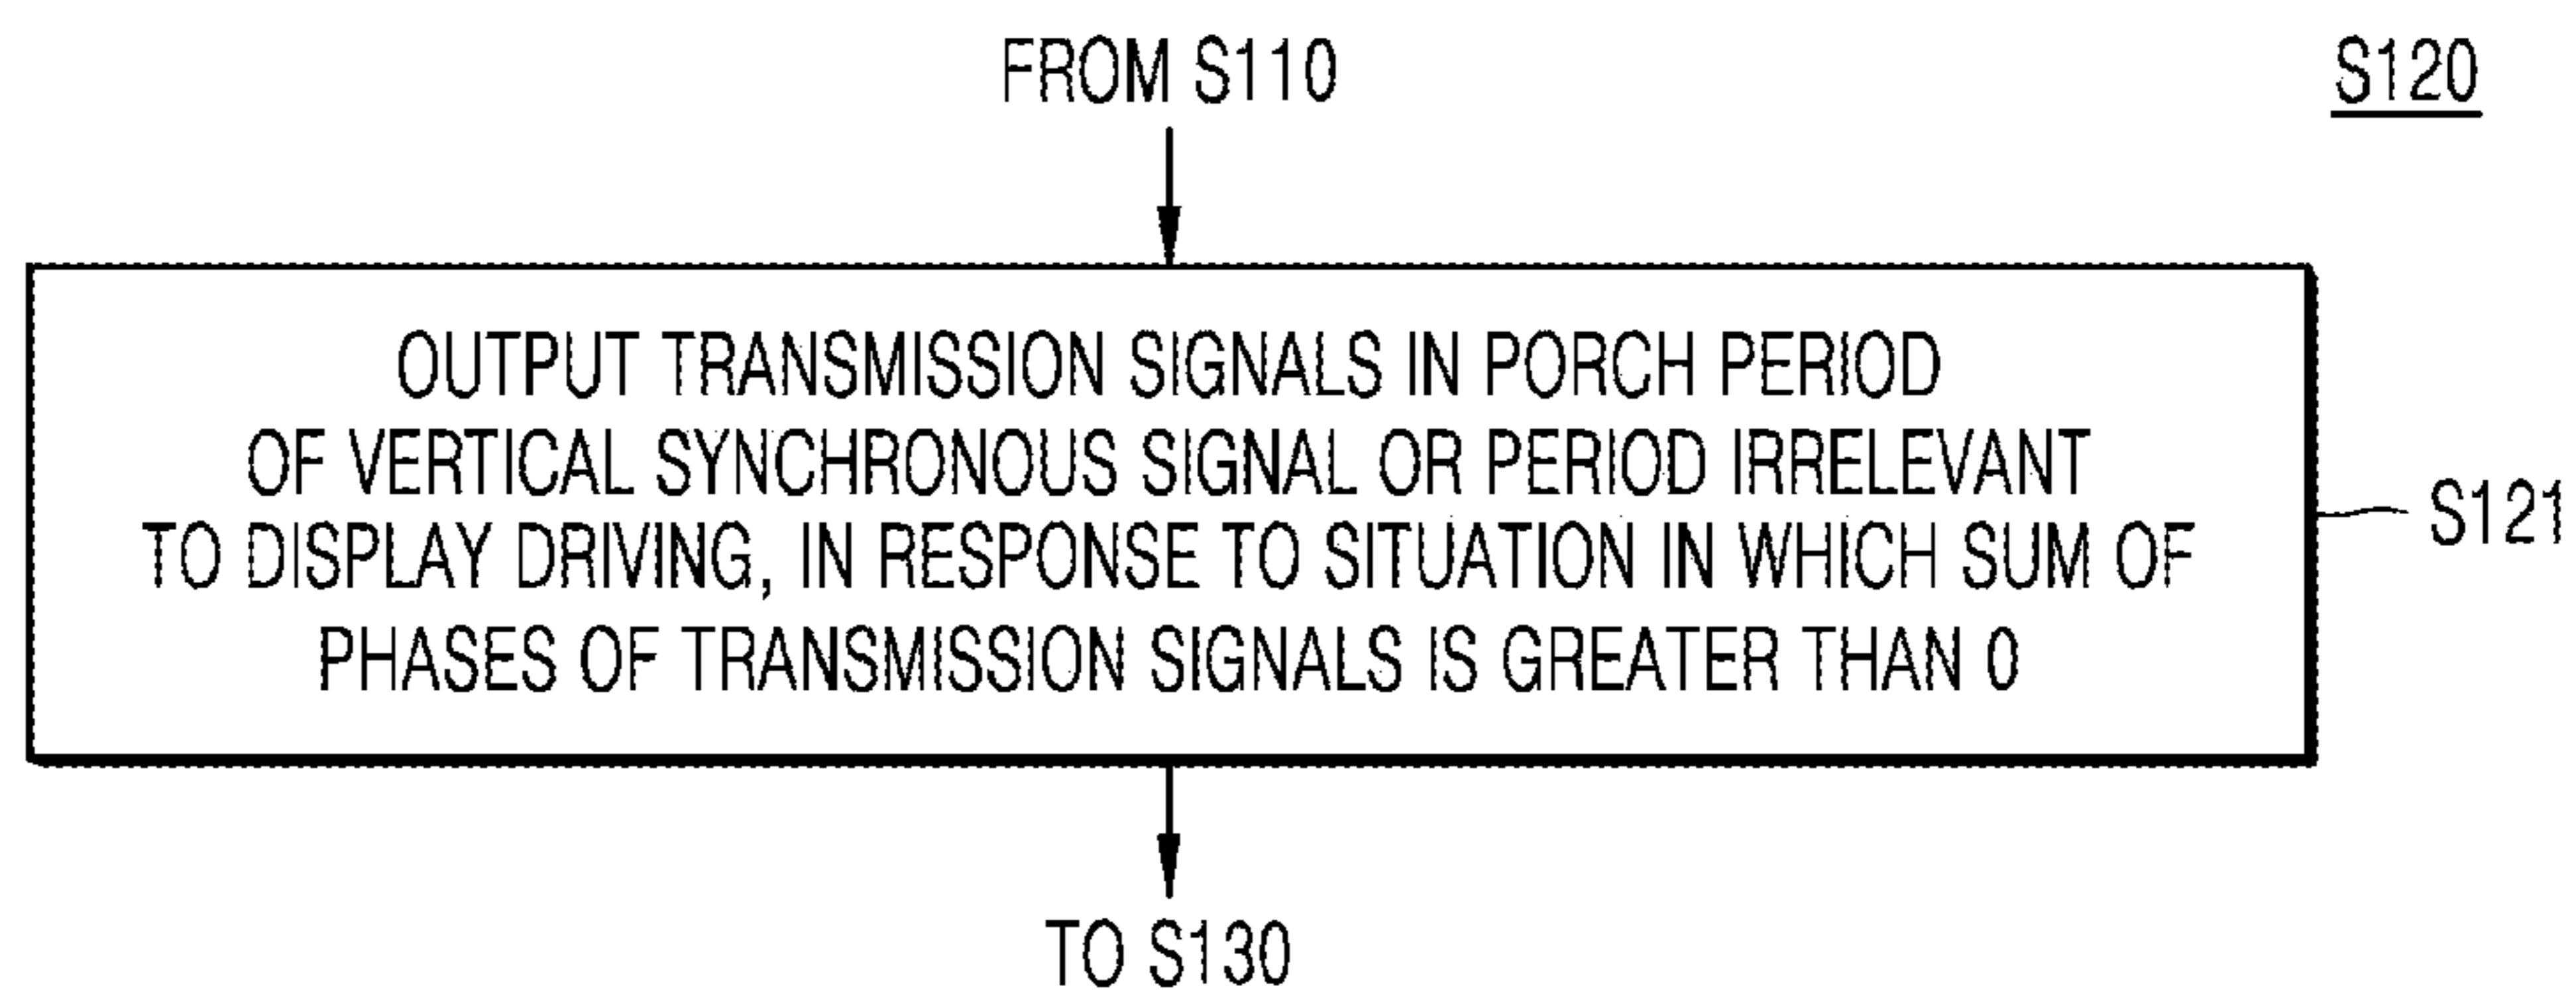 FROM S110
S120
OUTPUT TRANSMISSION SIGNALS IN PORCH PERIOD
OF VERTICAL SYNCHRONOUS SIGNAL OR PERIOD IRRELEVANT
TO DISPLAY DRIVING, IN RESPONSE TO SITUATION IN WHICH SUM OF
PHASES OF TRANSMISSION SIGNALS IS GREATER THAN 0
S121
TO S130